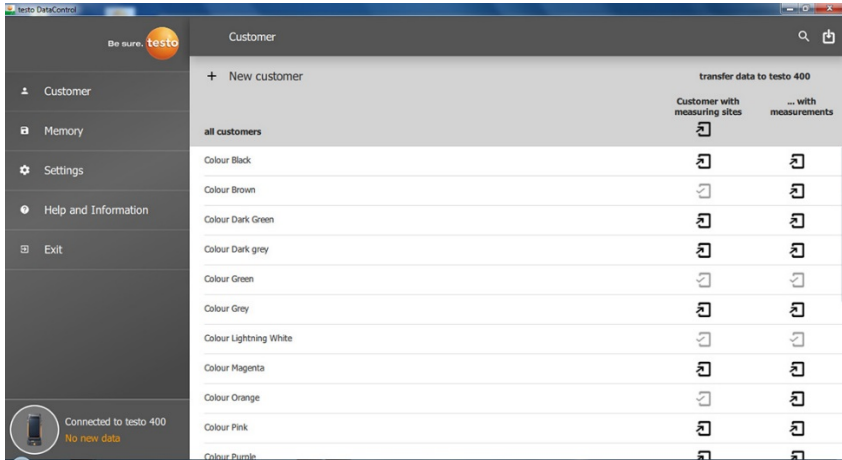 testo DataControl
Be sure. testo
Customer
Memory
Settings
Help and Information
Exit
Connected to testo 400
No new data
Customer
+ New customer
transfer data to testo 400
Customer with
measuring sites
... with
measurements
all customers
Colour Black
Colour Brown
Colour Dark Green
Colour Dark grey
Colour Green
Colour Grey
Colour Lightning White
Colour Magenta
Colour Orange
Colour Pink
Colour Purple